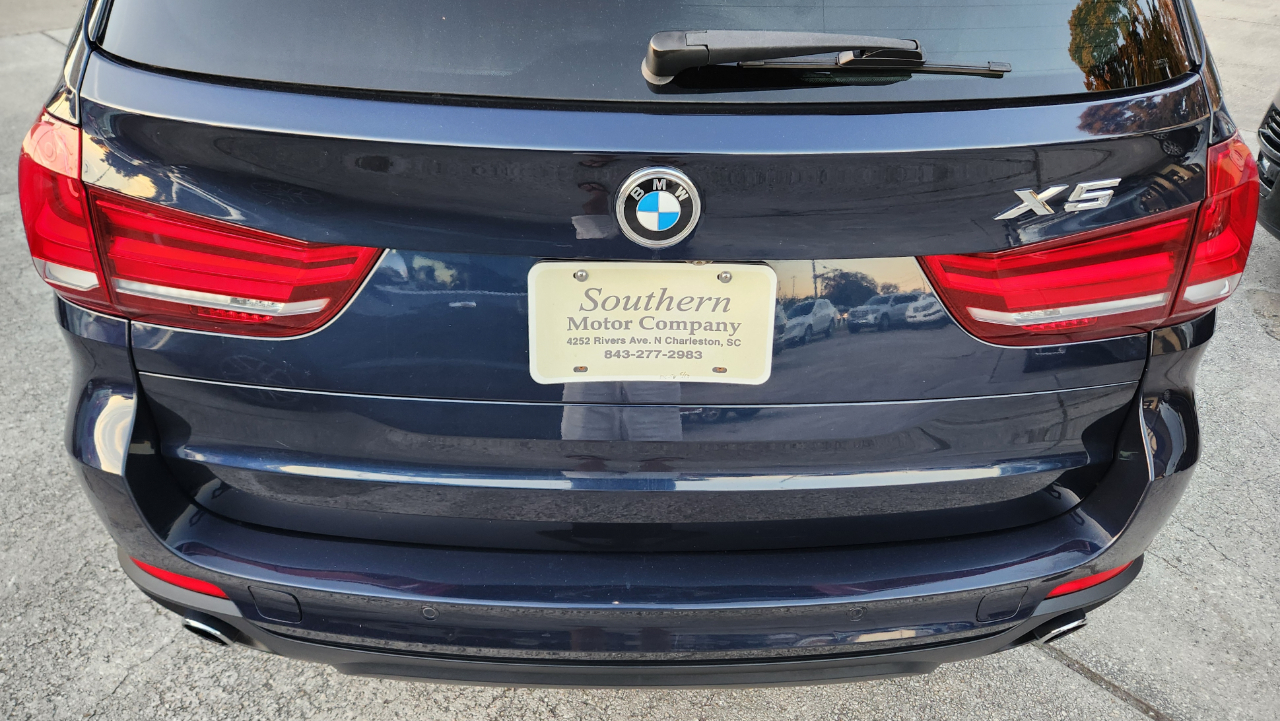 BMW
X5
Southern
Motor Company
4252 Rivers Ave. N Charleston, SC
843-277-2983